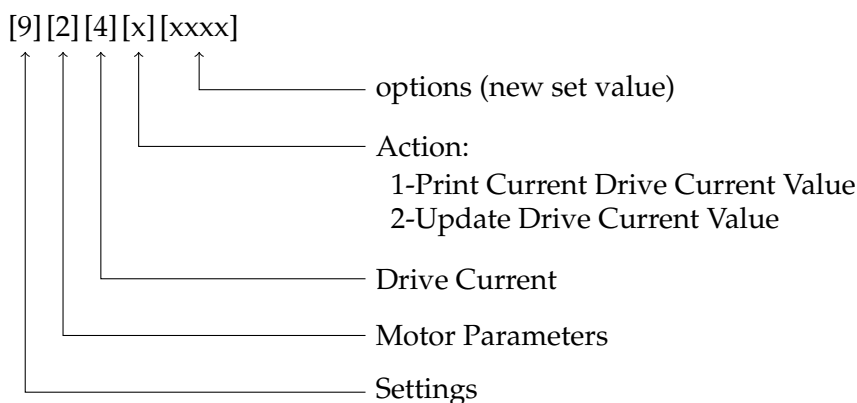 [9][2][4][x][xxxx]
options (new set value)
Action:
1-Print Current Drive Current Value
2-Update Drive Current Value
Drive Current
Motor Parameters
Settings